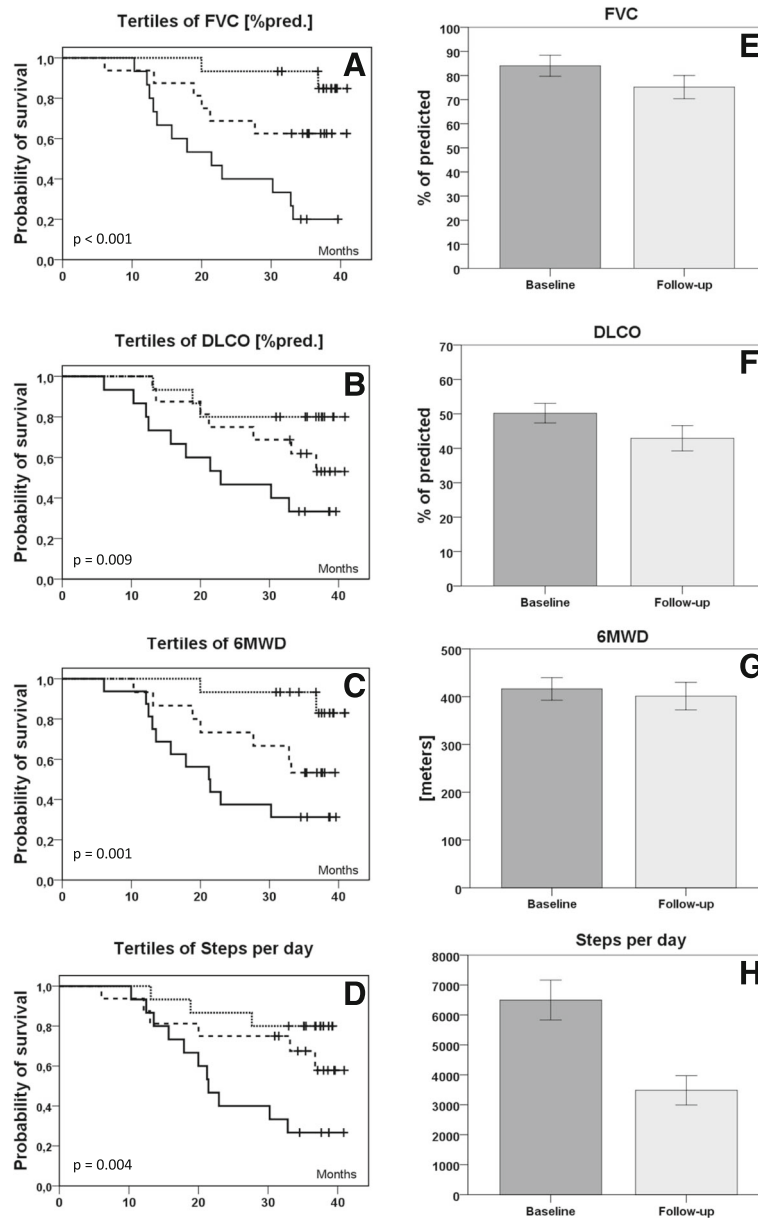 Tertiles of FVC [%pred.]
A
Probability of survival
1,0
0,8
0,6
0,4
0,2
0,0
p < 0.001
Months
0 10 20 30 40
FVC
E
% of predicted
100
90
80
70
60
50
40
30
20
10
0
Baseline Follow-up
Tertiles of DLCO [%pred.]
B
Probability of survival
1,0
0,8
0,6
0,4
0,2
0,0
p = 0.009
Months
0 10 20 30 40
DLCO
F
% of predicted
70
60
50
40
30
20
10
0
Baseline Follow-up
Tertiles of 6MWD
C
Probability of survival
1,0
0,8
0,6
0,4
0,2
0,0
p = 0.001
Months
0 10 20 30 40
6MWD
G
[meters]
500
400
300
200
100
0
Baseline Follow-up
Tertiles of Steps per day
D
Probability of survival
1,0
0,8
0,6
0,4
0,2
0,0
p = 0.004
Months
0 10 20 30 40
Steps per day
H
8000
7000
6000
5000
4000
3000
2000
1000
0
Baseline Follow-up